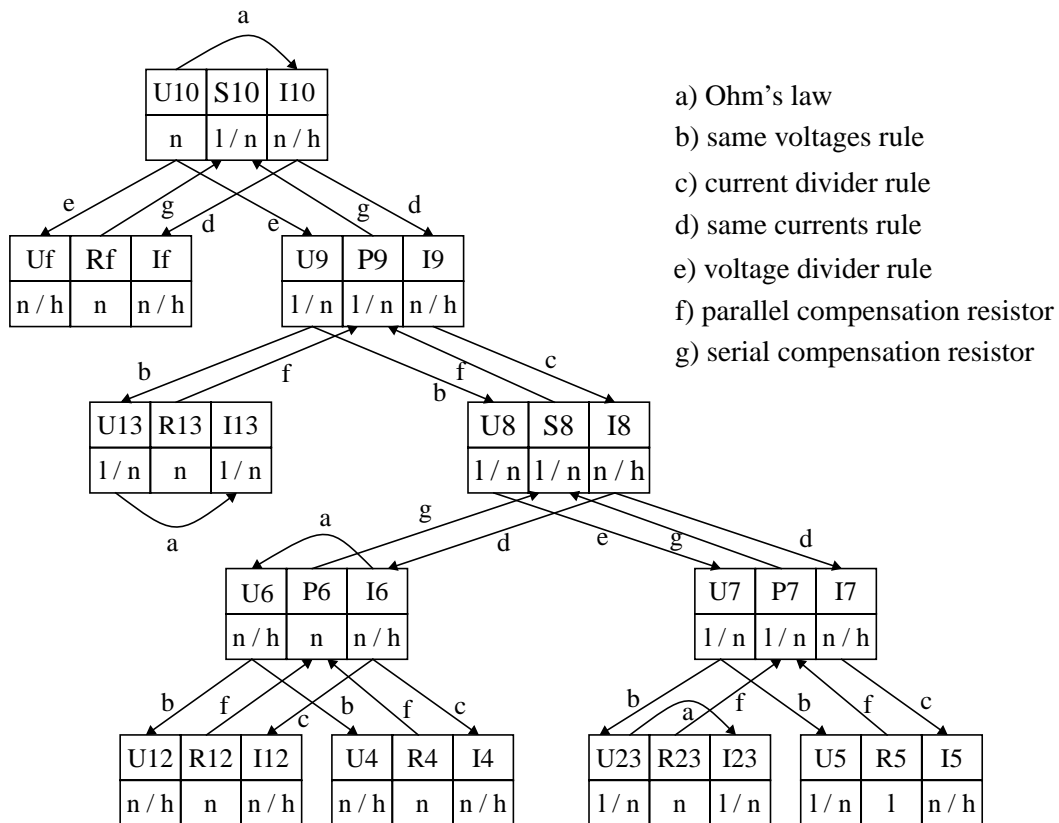 a
U10 S10 I10
n l / n n / h
a) Ohm's law
b) same voltages rule
c) current divider rule
d) same currents rule
e) voltage divider rule
f) parallel compensation resistor
g) serial compensation resistor
e g d e g d
Uf Rf If
n / h n n / h
U9 P9 I9
l / n l / n n / h
b f b f c
U13 R13 I13
l / n n l / n
a
U8 S8 I8
l / n l / n n / h
a g d e g d
U6 P6 I6
n / h n n / h
U7 P7 I7
l / n l / n n / h
b f c b f c
b a f b f c
U12 R12 I12
n / h n n / h
U4 R4 I4
n / h n n / h
U23 R23 I23
l / n n l / n
U5 R5 I5
l / n l n / h